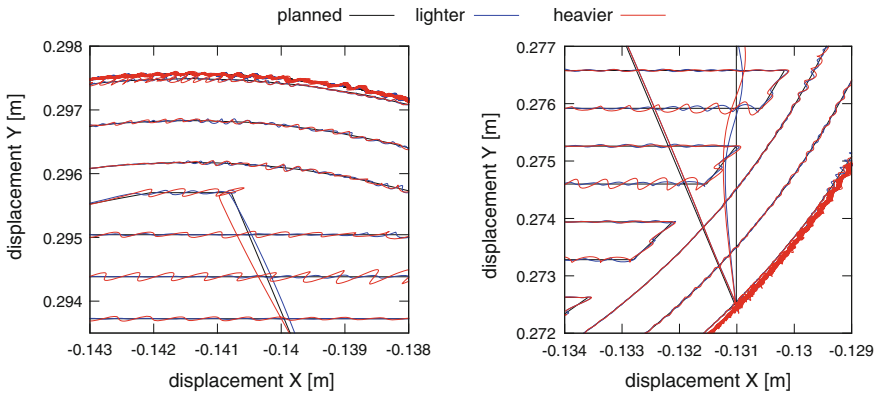 planned lighter heavier
displacement Y [m]
0.298
0.297
0.296
0.295
0.294
-0.143 -0.142 -0.141 -0.14 -0.139 -0.138
displacement X [m]
displacement Y [m]
0.277
0.276
0.275
0.274
0.273
0.272
-0.134 -0.133 -0.132 -0.131 -0.13 -0.129
displacement X [m]